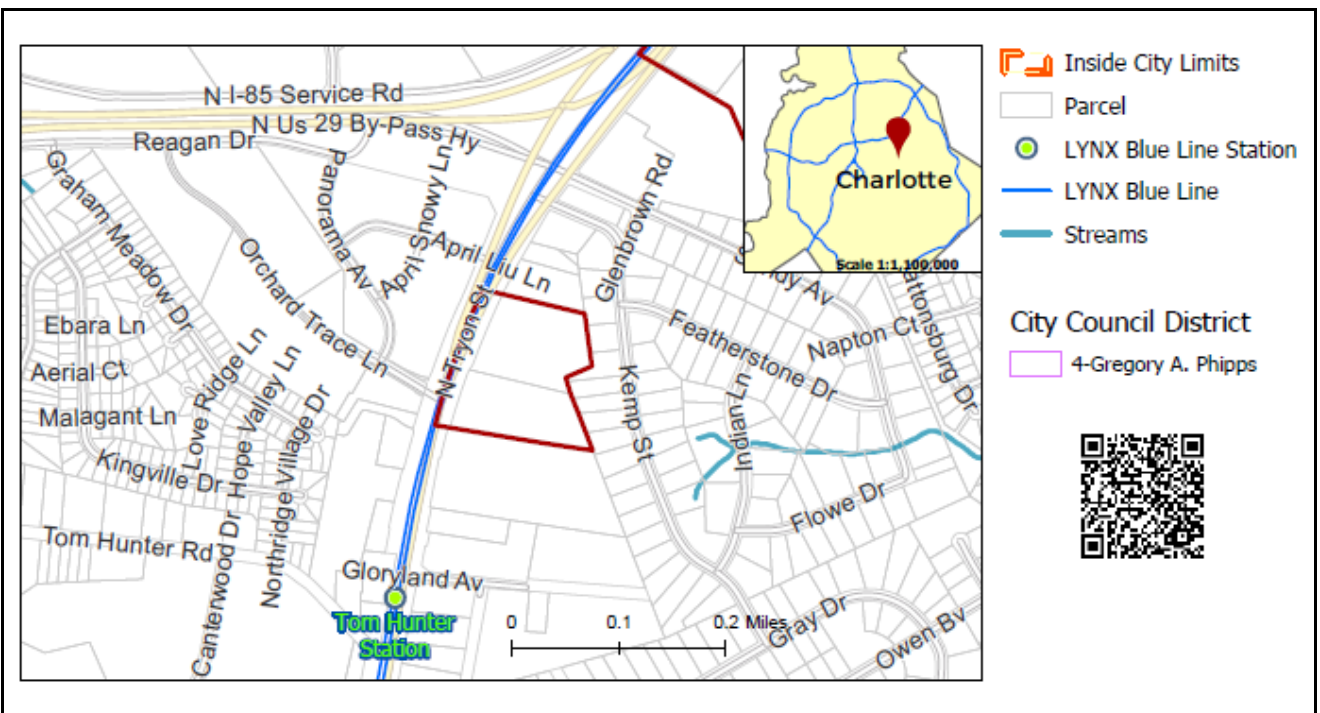 N I-85 Service Rd
N Us 29 By-Pass Hy
Reagan Dr
Graham Meadow Dr
Panorama Av
April Snowy Ln
April Liu Ln
Orchard Trace Ln
N Tryon St
Glenbrown Rd
Featherstone Dr
Napton Ct
Kemp St
Indian Ln
Flowe Dr
Ebara Ln
Aerial Ct
Malagant Ln
Love Ridge Ln
Hope Valley Ln
Kingville Dr
Northridge Village Dr
Canterwood Dr
Tom Hunter Rd
Gloryland Av
Tom Hunter
Station
0 0.1 0.2 Miles
Gray Dr
Owen Bv
attonsburg Dr
dy Av
Charlotte
Scale 1:1,100,000
Inside City Limits
Parcel
LYNX Blue Line Station
LYNX Blue Line
Streams
City Council District
4-Gregory A. Phipps